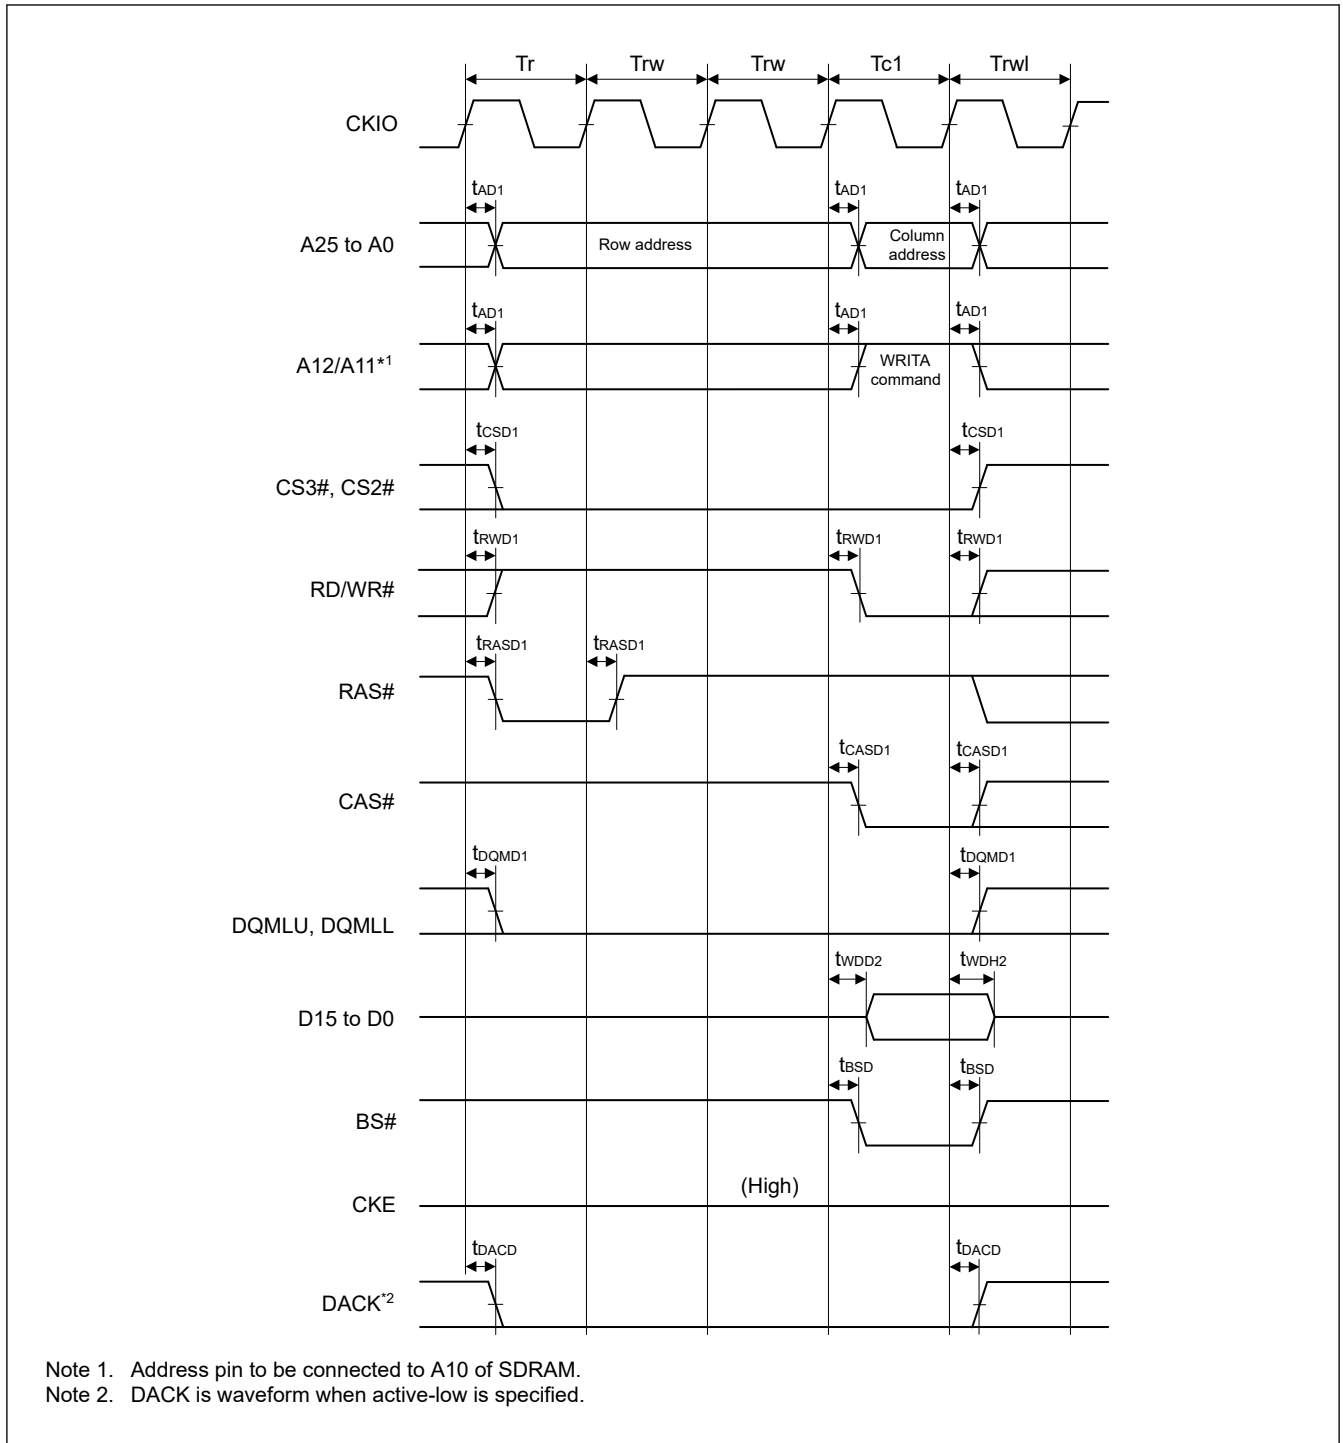 Tr Trw Trw Tc1 Trwl
CKIO
tAD1 tAD1 tAD1
A25 to A0 Row address Column address
tAD1 tAD1 tAD1
A12/A11*1 WRITA command
tCSD1 tCSD1
CS3#, CS2#
tRWD1 tRWD1 tRWD1
RD/WR#
tRASD1 tRASD1
RAS#
tCASD1 tCASD1
CAS#
tDQMD1 tDQMD1
DQMLU, DQMLL
tWDD2 tWDH2
D15 to D0
tBSD tBSD
BS#
(High)
CKE
tDACD tDACD
DACK*2
Note 1. Address pin to be connected to A10 of SDRAM.
Note 2. DACK is waveform when active-low is specified.